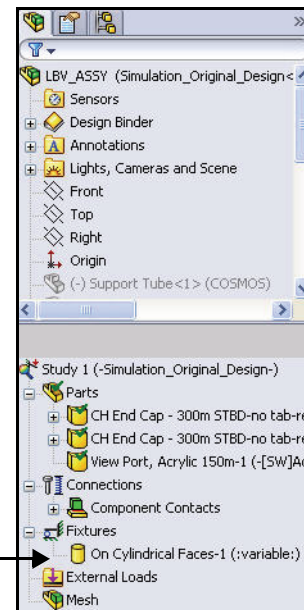 LBV_ASSY (Simulation_Original_Design<
Sensors
Design Binder
Annotations
Lights, Cameras and Scene
Front
Top
Right
Origin
(-) Support Tube<1> (COSMOS)
Study 1 (-Simulation_Original_Design-)
Parts
CH End Cap - 300m STBD-no tab-re
CH End Cap - 300m STBD-no tab-re
View Port, Acrylic 150m-1 (-[SW]Ac
Connections
Component Contacts
Fixtures
On Cylindrical Faces-1 (:variable:)
External Loads
Mesh